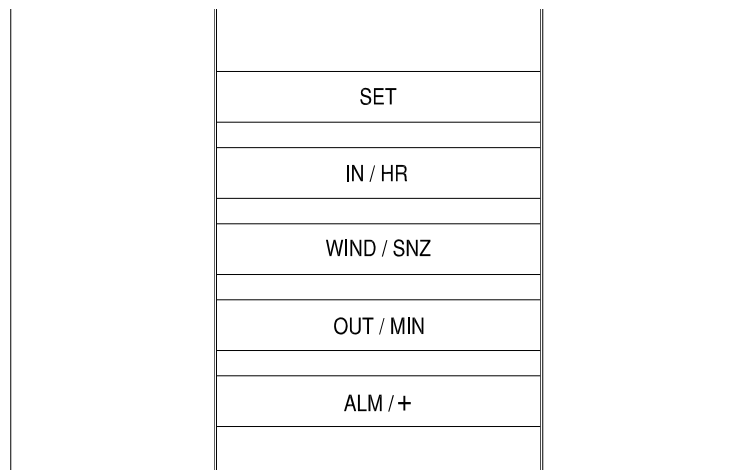 SET
IN / HR
WIND / SNZ
OUT / MIN
ALM / +